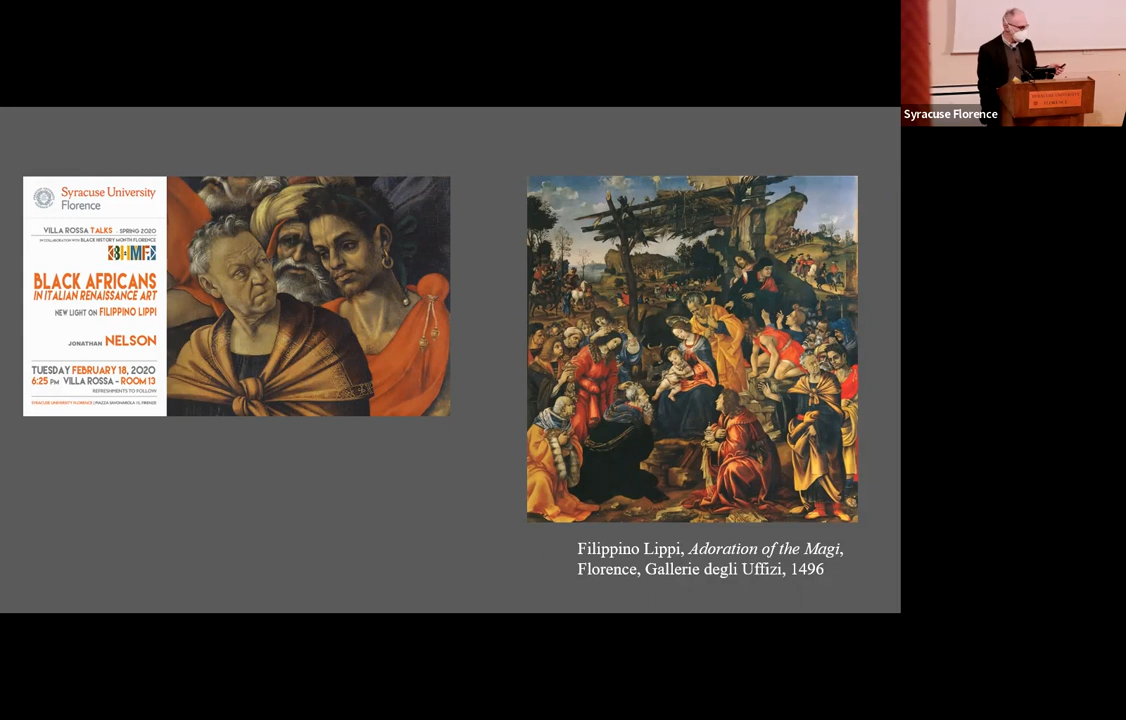 Syracuse University
Florence
VILLA ROSSA TALKS - SPRING 2020
IN COLLABORATION WITH BLACK HISTORY MONTH FLORENCE
BHMF
BLACK AFRICANS
IN ITALIAN RENAISSANCE ART
NEW LIGHT ON FILIPPINO LIPPI
JONATHAN NELSON
TUESDAY FEBRUARY 18, 2020
6:25 PM VILLA ROSSA - ROOM 13
REFRESHMENTS TO FOLLOW
SYRACUSE UNIVERSITY FLORENCE | PIAZZA SAVONAROLA 15, FIRENZE
Filippino Lippi, Adoration of the Magi,
Florence, Gallerie degli Uffizi, 1496
SYRACUSE UNIVERSITY
FLORENCE
Syracuse Florence